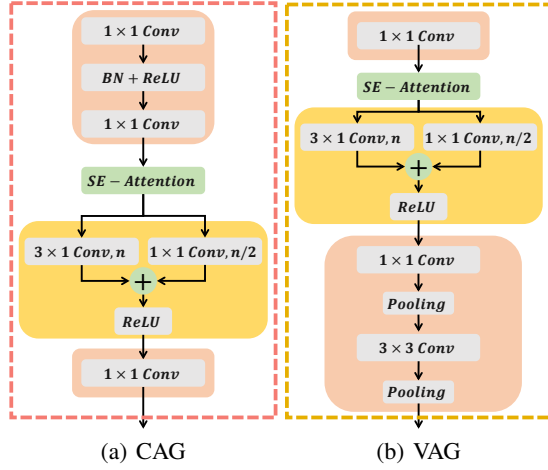 1 × 1 Conv
BN + ReLU
1 × 1 Conv
SE − Attention
3 × 1 Conv, n
1 × 1 Conv, n/2
+
ReLU
1 × 1 Conv
(a) CAG
1 × 1 Conv
SE − Attention
3 × 1 Conv, n
1 × 1 Conv, n/2
+
ReLU
1 × 1 Conv
Pooling
3 × 3 Conv
Pooling
(b) VAG